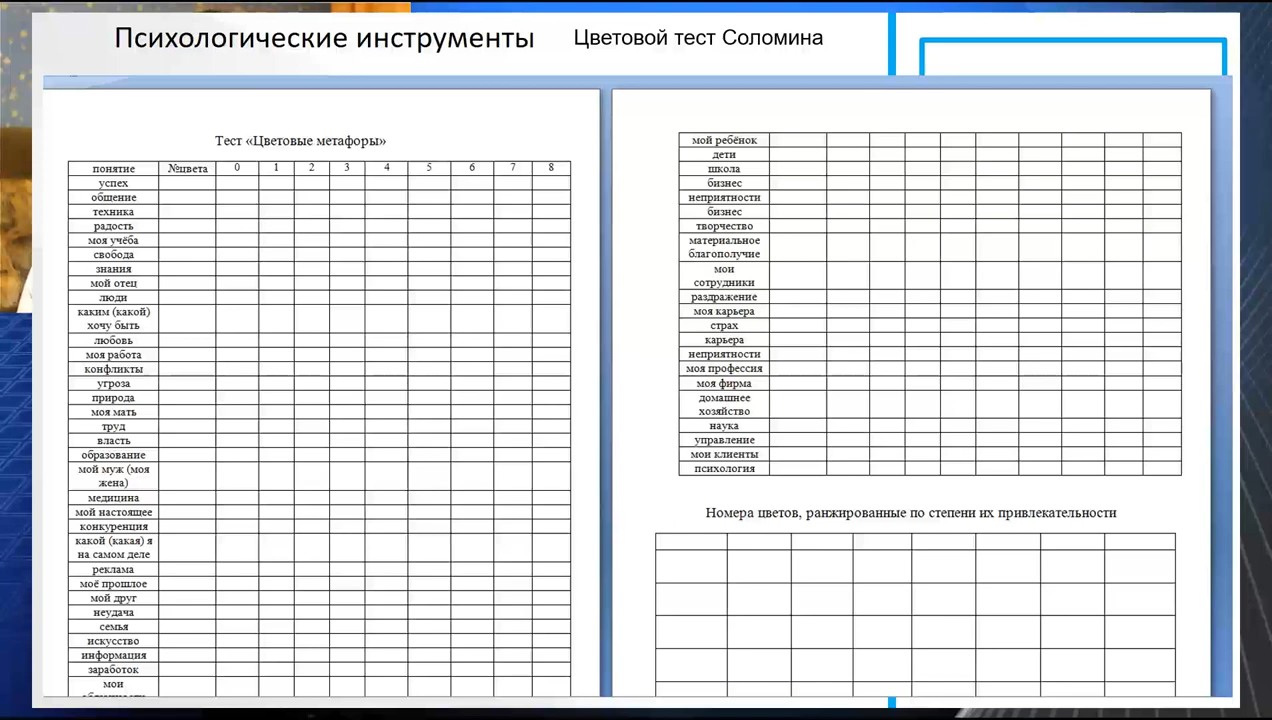 Психологические инструменты
Цветовой тест Соломина
Тест «Цветовые метафоры»
понятие №цвета 0 1 2 3 4 5 6 7 8
успех
общение
техника
радость
моя учёба
свобода
знания
мой отец
люди
каким (какой)
хочу быть
любовь
моя работа
конфликты
угроза
природа
моя мать
труд
власть
образование
мой муж (моя
жена)
медицина
мой настоящее
конкуренция
какой (какая) я
на самом деле
реклама
моё прошлое
мой друг
неудача
семья
искусство
информация
заработок
мои
мой ребёнок
дети
школа
бизнес
неприятности
бизнес
творчество
материальное
благополучие
мои
сотрудники
раздражение
моя карьера
страх
карьера
неприятности
моя профессия
моя фирма
домашнее
хозяйство
наука
управление
мои клиенты
психология
Номера цветов, ранжированные по степени их привлекательности